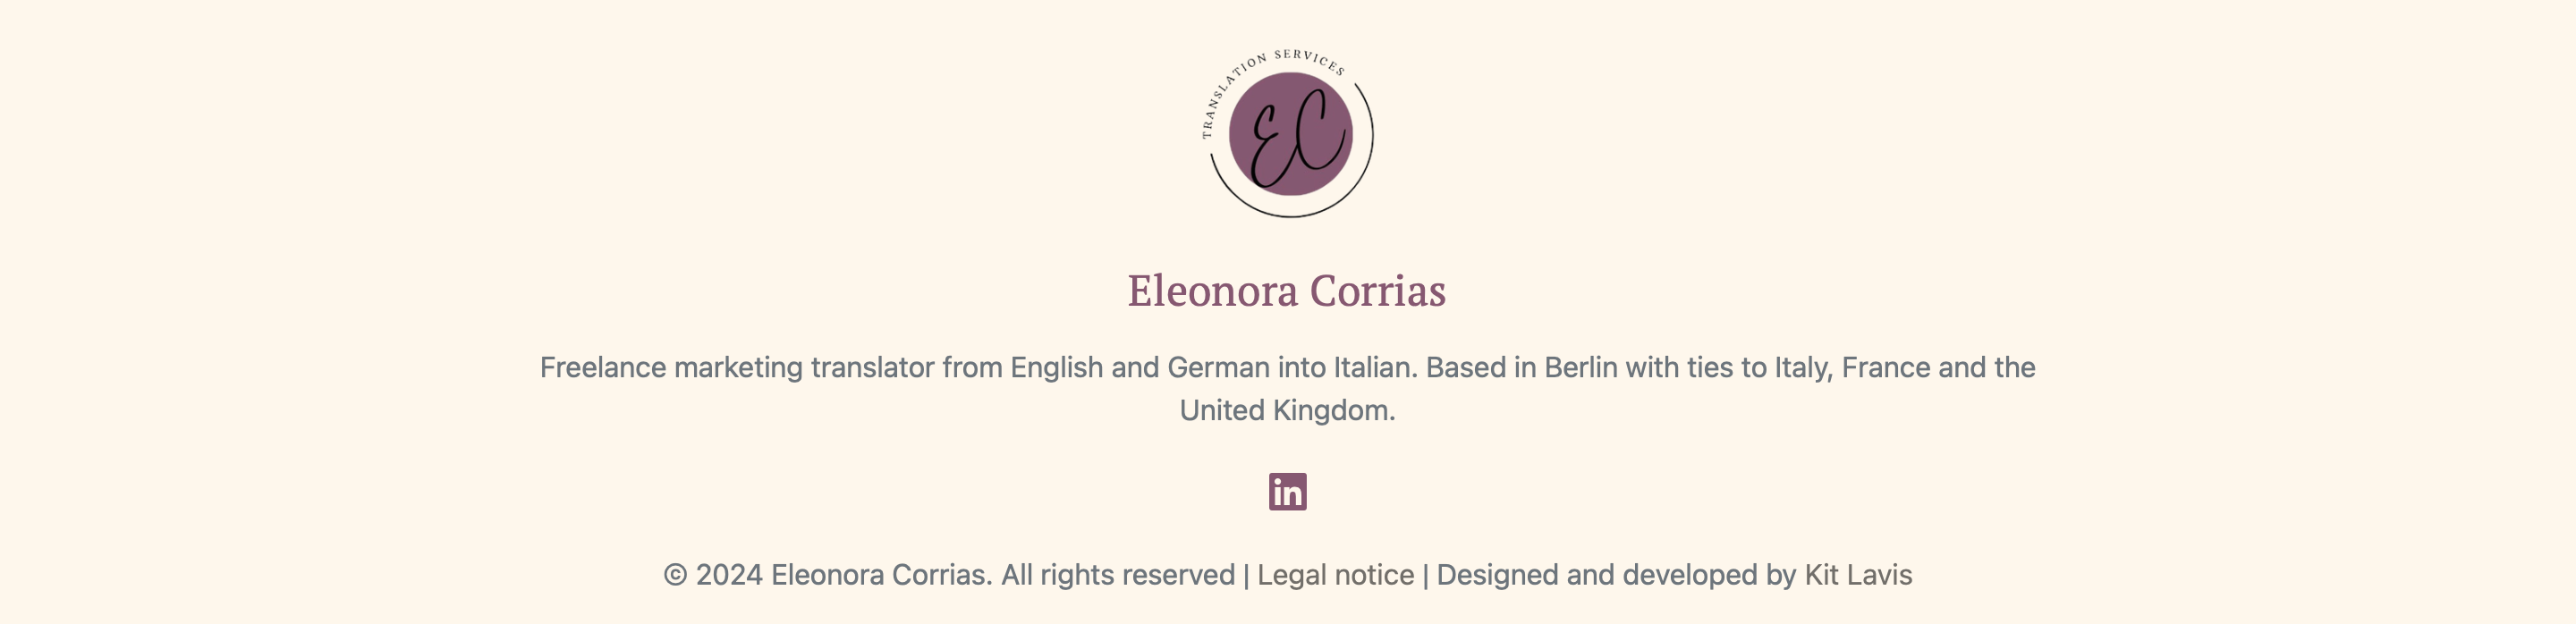 TRANSLATION SERVICES
EC
Eleonora Corrias
Freelance marketing translator from English and German into Italian. Based in Berlin with ties to Italy, France and the
United Kingdom.
in
© 2024 Eleonora Corrias. All rights reserved | Legal notice | Designed and developed by Kit Lavis